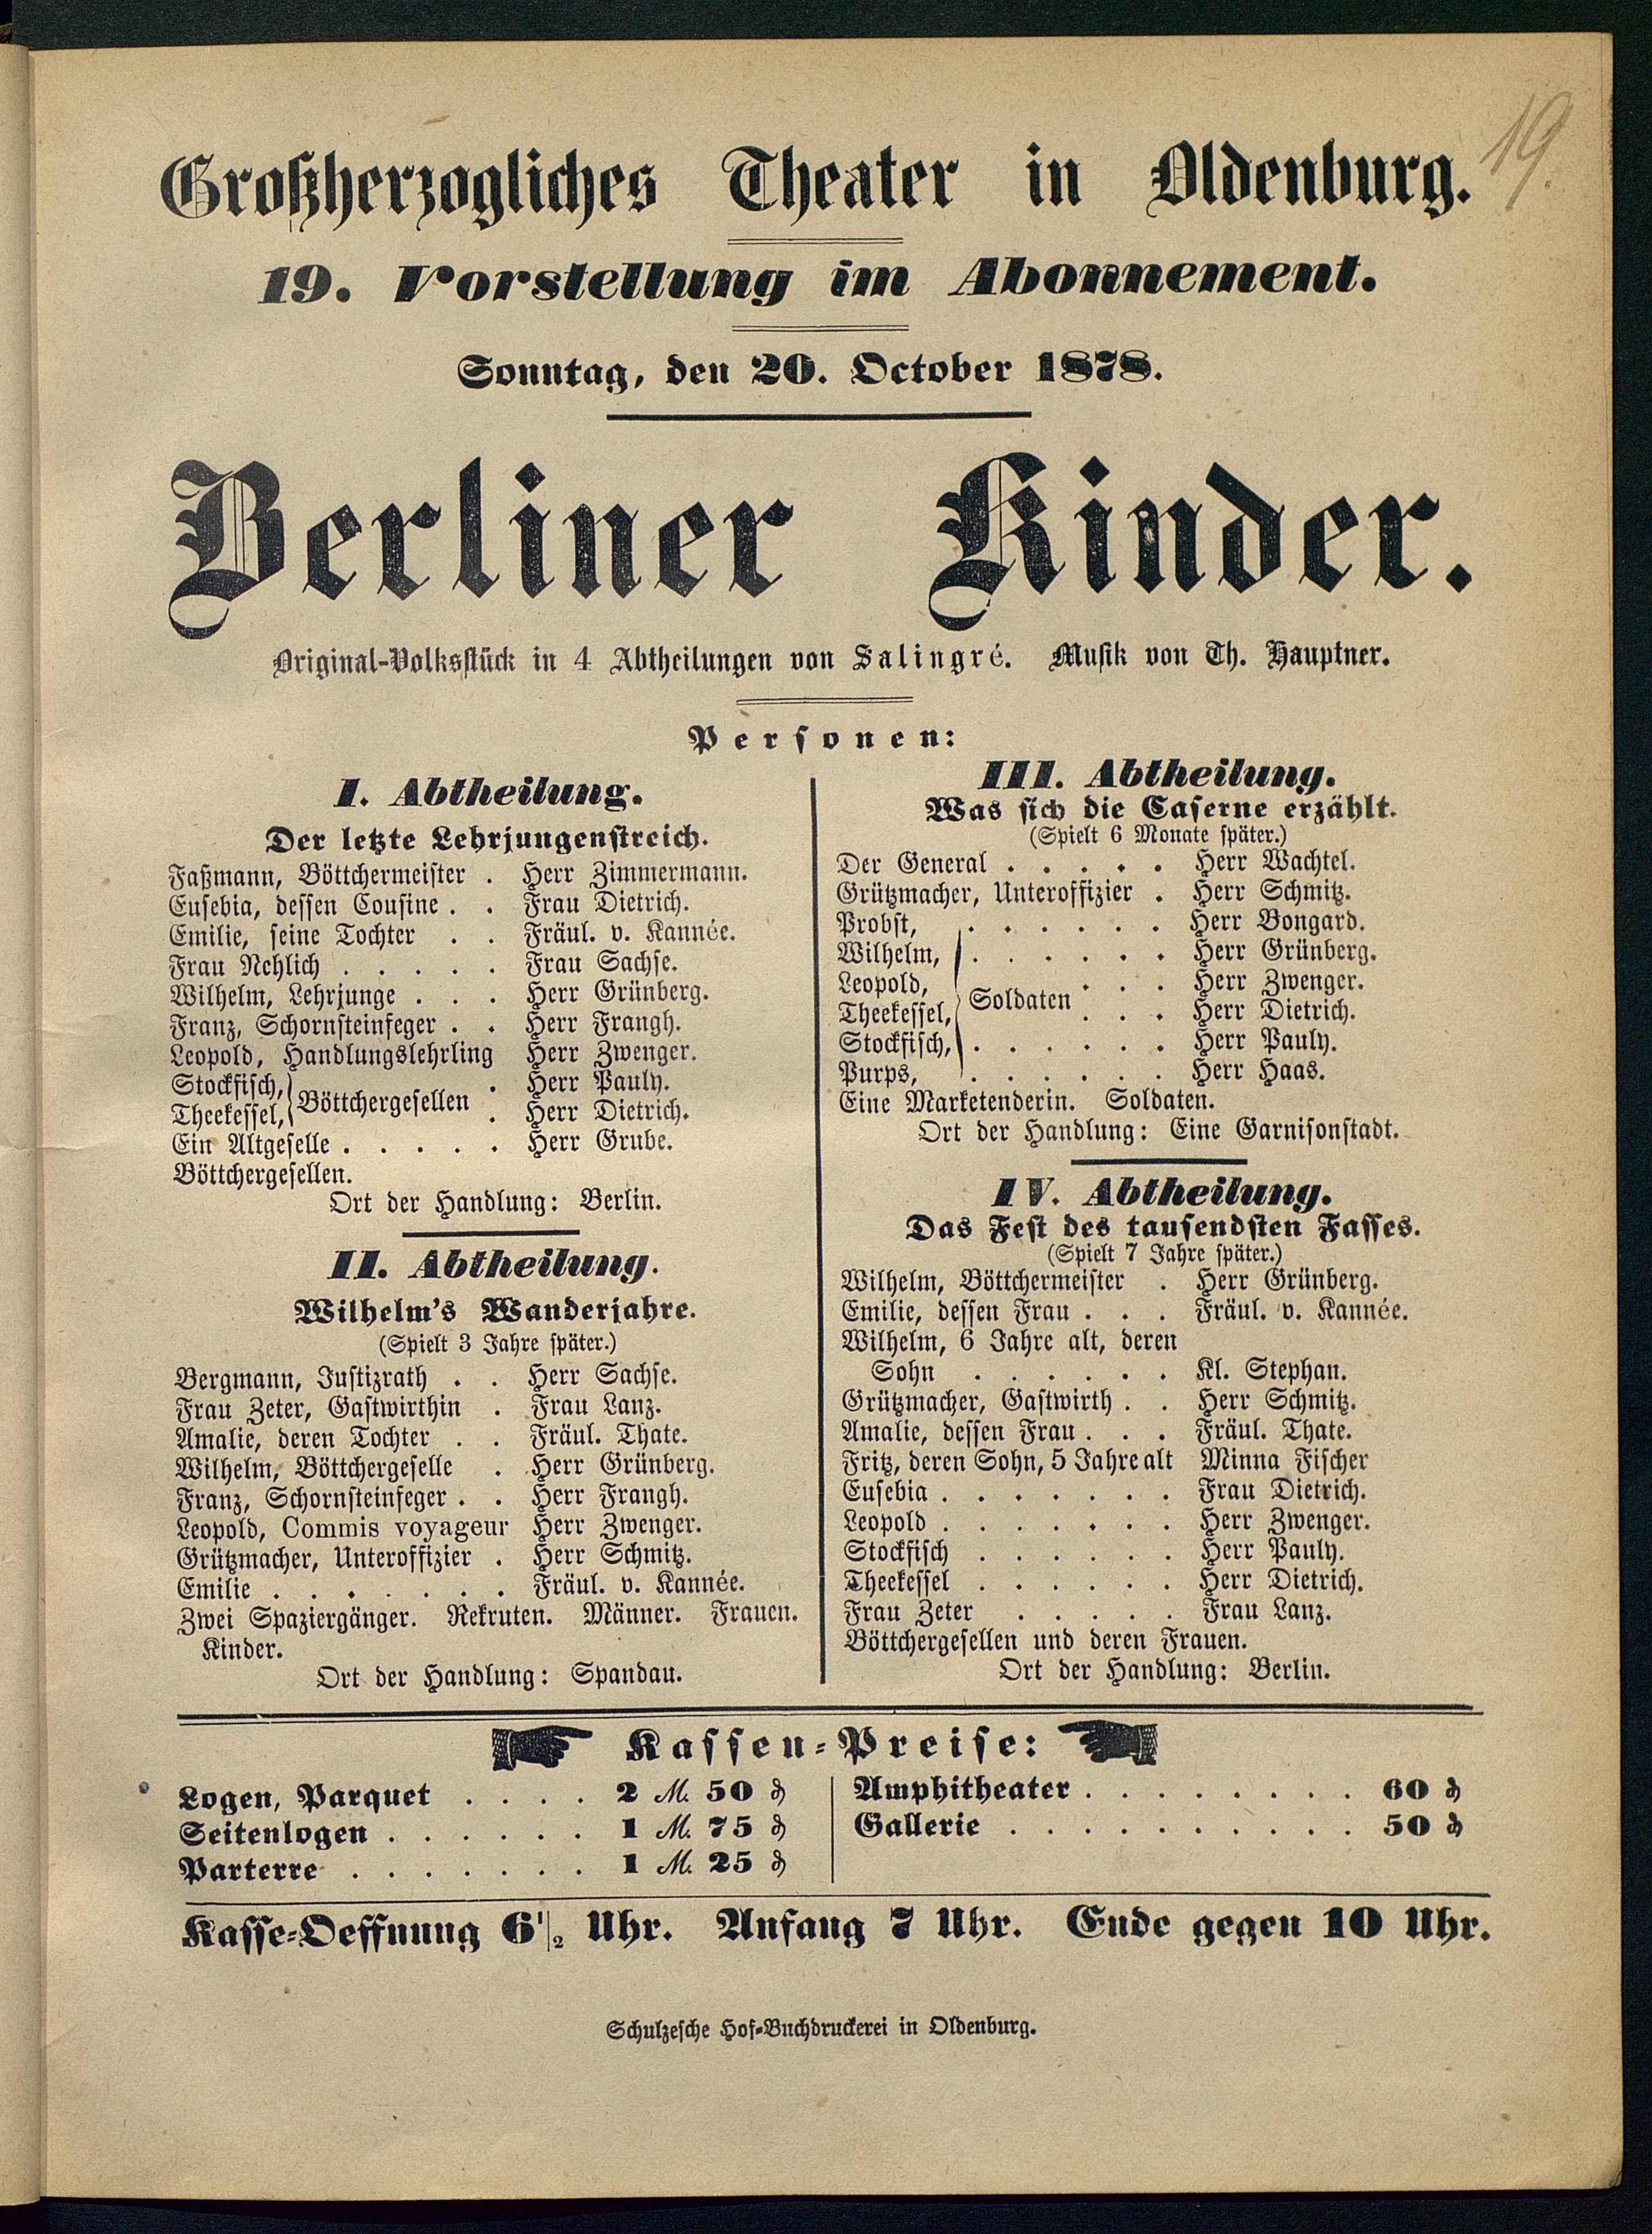 19.
Großherzogliches Theater in Oldenburg.
19. Vorstellung im Abonnement.
Sonntag, den 20. October 1878.
Berliner Kinder.
Original-Volksstück in 4 Abtheilungen von Salingré. Musik von Th. Hauptner.
Personen:
I. Abtheilung.
Der letzte Lehrjungenstreich.
Faßmann, Böttchermeister . Herr Zimmermann.
Eusebia, dessen Cousine . . Frau Dietrich.
Emilie, seine Tochter . . Fräul. v. Kannée.
Frau Nehlich . . . . . Frau Sachse.
Wilhelm, Lehrjunge . . . Herr Grünberg.
Franz, Schornsteinfeger . . Herr Frangh.
Leopold, Handlungslehrling Herr Zwenger.
Stockfisch, . Herr Pauly.
Böttchergesellen
Theekessel, . Herr Dietrich.
Ein Altgeselle . . . . . Herr Grube.
Böttchergesellen.
Ort der Handlung: Berlin.
II. Abtheilung.
Wilhelm's Wanderjahre.
(Spielt 3 Jahre später.)
Bergmann, Justizrath . . Herr Sachse.
Frau Zeter, Gastwirthin . Frau Lanz.
Amalie, deren Tochter . . Fräul. Thate.
Wilhelm, Böttchergeselle . Herr Grünberg.
Franz, Schornsteinfeger . . Herr Frangh.
Leopold, Commis voyageur Herr Zwenger.
Grützmacher, Unteroffizier . Herr Schmitz.
Emilie . . . . . . . Fräul. v. Kannée.
Zwei Spaziergänger. Rekruten. Männer. Frauen.
Kinder.
Ort der Handlung: Spandau.
III. Abtheilung.
Was sich die Caserne erzählt.
(Spielt 6 Monate später.)
Der General . . . . . Herr Wachtel.
Grützmacher, Unteroffizier . Herr Schmitz.
Probst, . . . . . . Herr Bongard.
Wilhelm, . . . . . . Herr Grünberg.
Leopold, . . . Herr Zwenger.
Soldaten
Theekessel, . . . Herr Dietrich.
Stockfisch, . . . . . . Herr Pauly.
Purps, . . . . . . Herr Haas.
Eine Marketenderin. Soldaten.
Ort der Handlung: Eine Garnisonstadt.
IV. Abtheilung.
Das Fest des tausendsten Fasses.
(Spielt 7 Jahre später.)
Wilhelm, Böttchermeister . Herr Grünberg.
Emilie, dessen Frau . . . Fräul. v. Kannée.
Wilhelm, 6 Jahre alt, deren
Sohn . . . . . . Kl. Stephan.
Grützmacher, Gastwirth . . Herr Schmitz.
Amalie, dessen Frau . . . Fräul. Thate.
Fritz, deren Sohn, 5 Jahre alt Minna Fischer
Eusebia . . . . . . . Frau Dietrich.
Leopold . . . . . . . Herr Zwenger.
Stockfisch . . . . . . Herr Pauly.
Theekessel . . . . . . Herr Dietrich.
Frau Zeter . . . . . Frau Lanz.
Böttchergesellen und deren Frauen.
Ort der Handlung: Berlin.
Kassen-Preise:
Logen, Parquet . . . . 2 M. 50 ₰
Seitenlogen . . . . . . 1 M. 75 ₰
Parterre . . . . . . . 1 M. 25 ₰
Amphitheater . . . . . . . . 60 ₰
Gallerie . . . . . . . . . . 50 ₰
Kasse-Oeffnung 6 1/2 Uhr. Anfang 7 Uhr. Ende gegen 10 Uhr.
Schulzesche Hof-Buchdruckerei in Oldenburg.